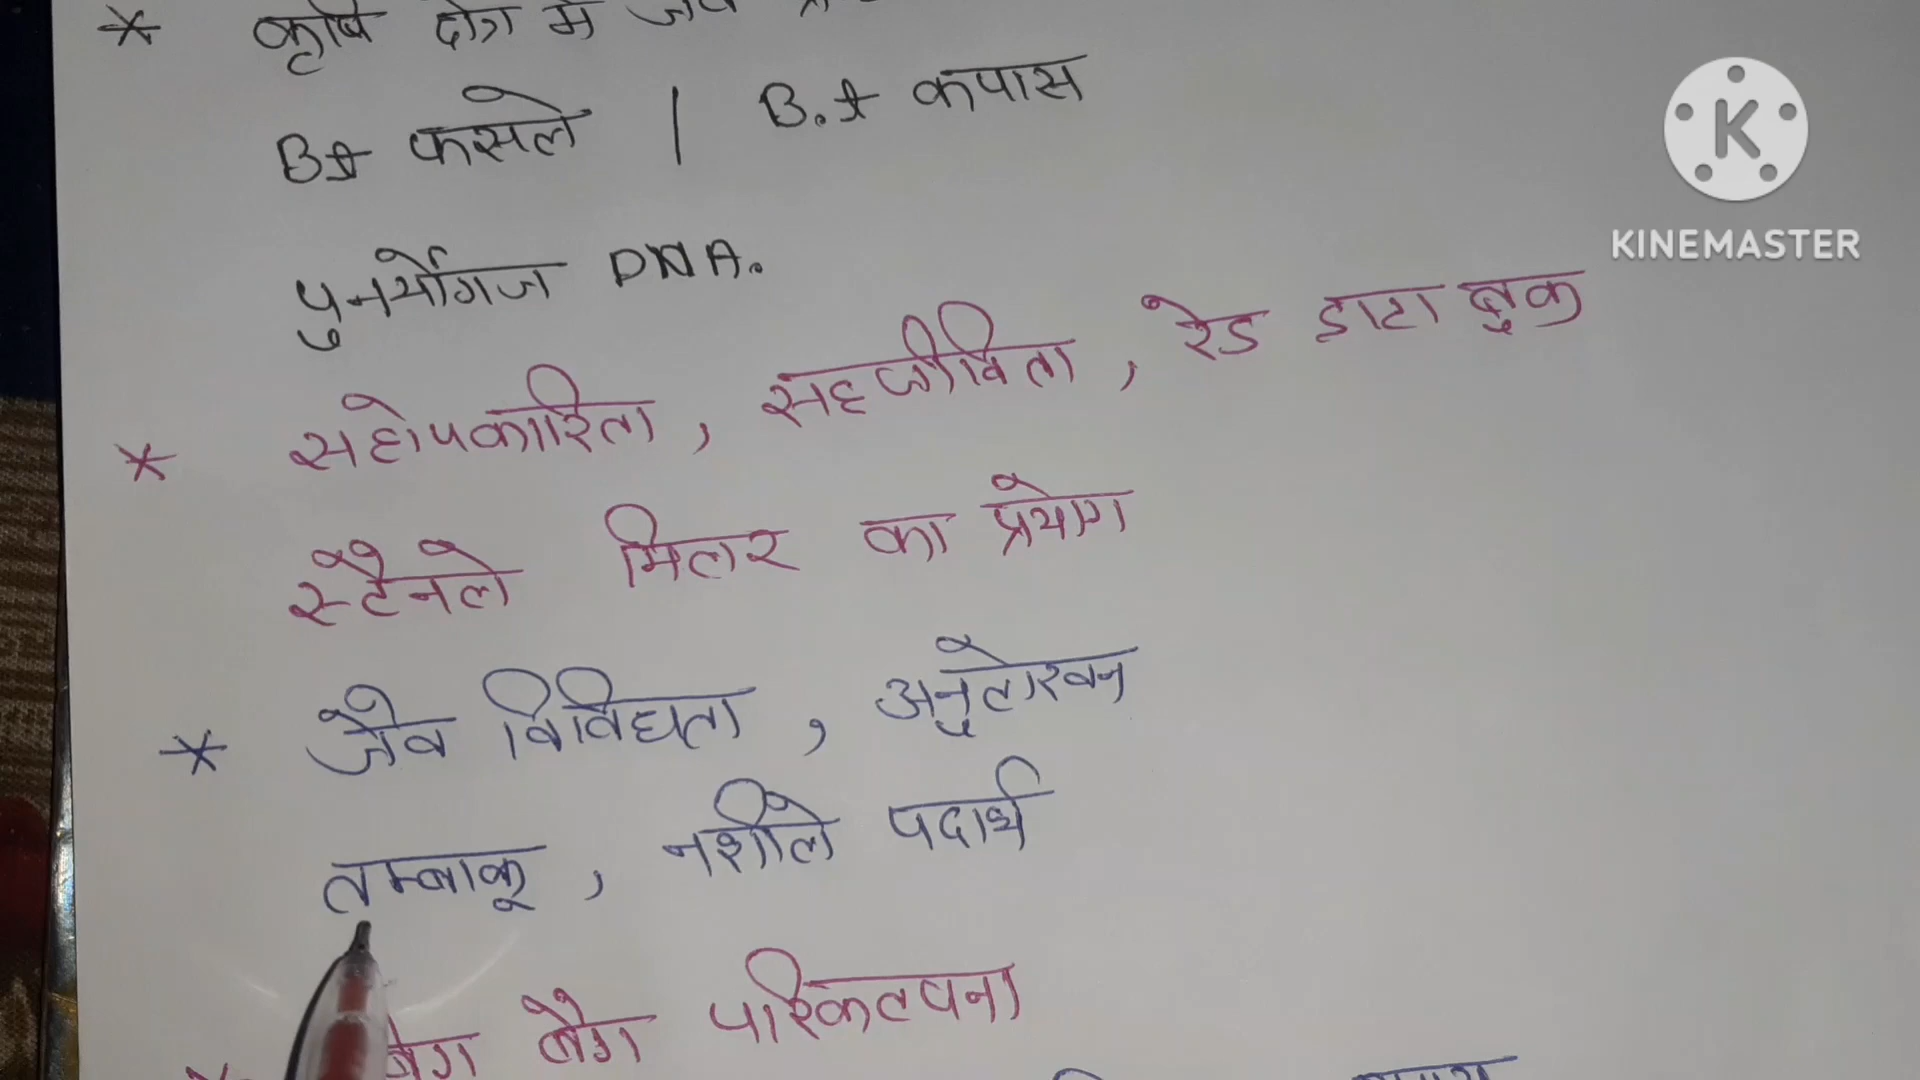 * कृषि क्षेत्र में जैव
Bt फसले | B.t कपास
पुनर्योगज DNA.
* सहोपकारिता, सहजीविता, रेड डाटा बुक
स्टैनले मिलर का प्रयोग
* जैव विविधता, अनुलेखन
तम्बाकू, नशीले पदार्थ
बैंग परिकल्पना
K
KINEMASTER